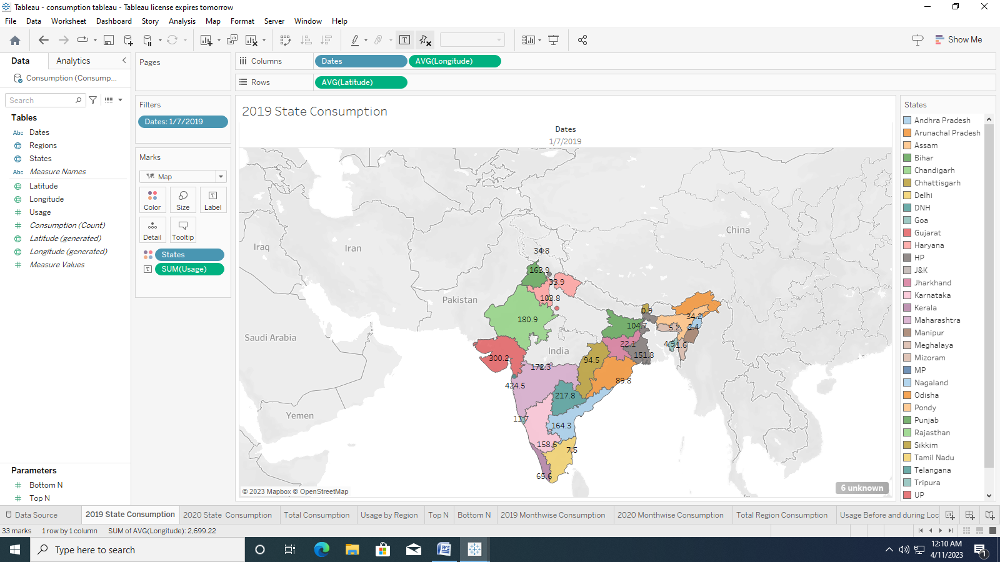 Tableau - consumption tableau - Tableau license expires tomorrow
File Data Worksheet Dashboard Story Analysis Map Format Server Window Help
Show Me
Data Analytics
Consumption (Consump...
Search
Tables
Abc Dates
Regions
States
Abc Measure Names
Latitude
Longitude
Usage
Consumption (Count)
Latitude (generated)
Longitude (generated)
Measure Values
Parameters
Bottom N
Top N
Pages
Filters
Dates: 1/7/2019
Marks
Map
Color Size Label
Detail Tooltip
States
SUM(Usage)
Columns Dates AVG(Longitude)
Rows AVG(Latitude)
2019 State Consumption
Dates
1/7/2019
China
Iraq
Iran
34.8
163.9
33.9
Pakistan
103.8
180.9
0.9
34.2
104.7
5.2
2.4
Saudi Arabia
4.9
1.6
22.1
India
151.8
300.2
94.5
172.3
89.8
424.5
217.8
Yemen
11.7
164.3
158.5
7.5
65.6
© 2023 Mapbox © OpenStreetMap
6 unknown
States
Andhra Pradesh
Arunachal Pradesh
Assam
Bihar
Chandigarh
Chhattisgarh
Delhi
DNH
Goa
Gujarat
Haryana
HP
J&K
Jharkhand
Karnataka
Kerala
Maharashtra
Manipur
Meghalaya
Mizoram
MP
Nagaland
Odisha
Pondy
Punjab
Rajasthan
Sikkim
Tamil Nadu
Telangana
Tripura
UP
Data Source 2019 State Consumption 2020 State Consumption Total Consumption Usage by Region Top N Bottom N 2019 Monthwise Consumption 2020 Monthwise Consumption Total Region Consumption Usage Before and during Loc
33 marks 1 row by 1 column SUM of AVG(Longitude): 2,699.22
Type here to search
12:10 AM
4/11/2023
1